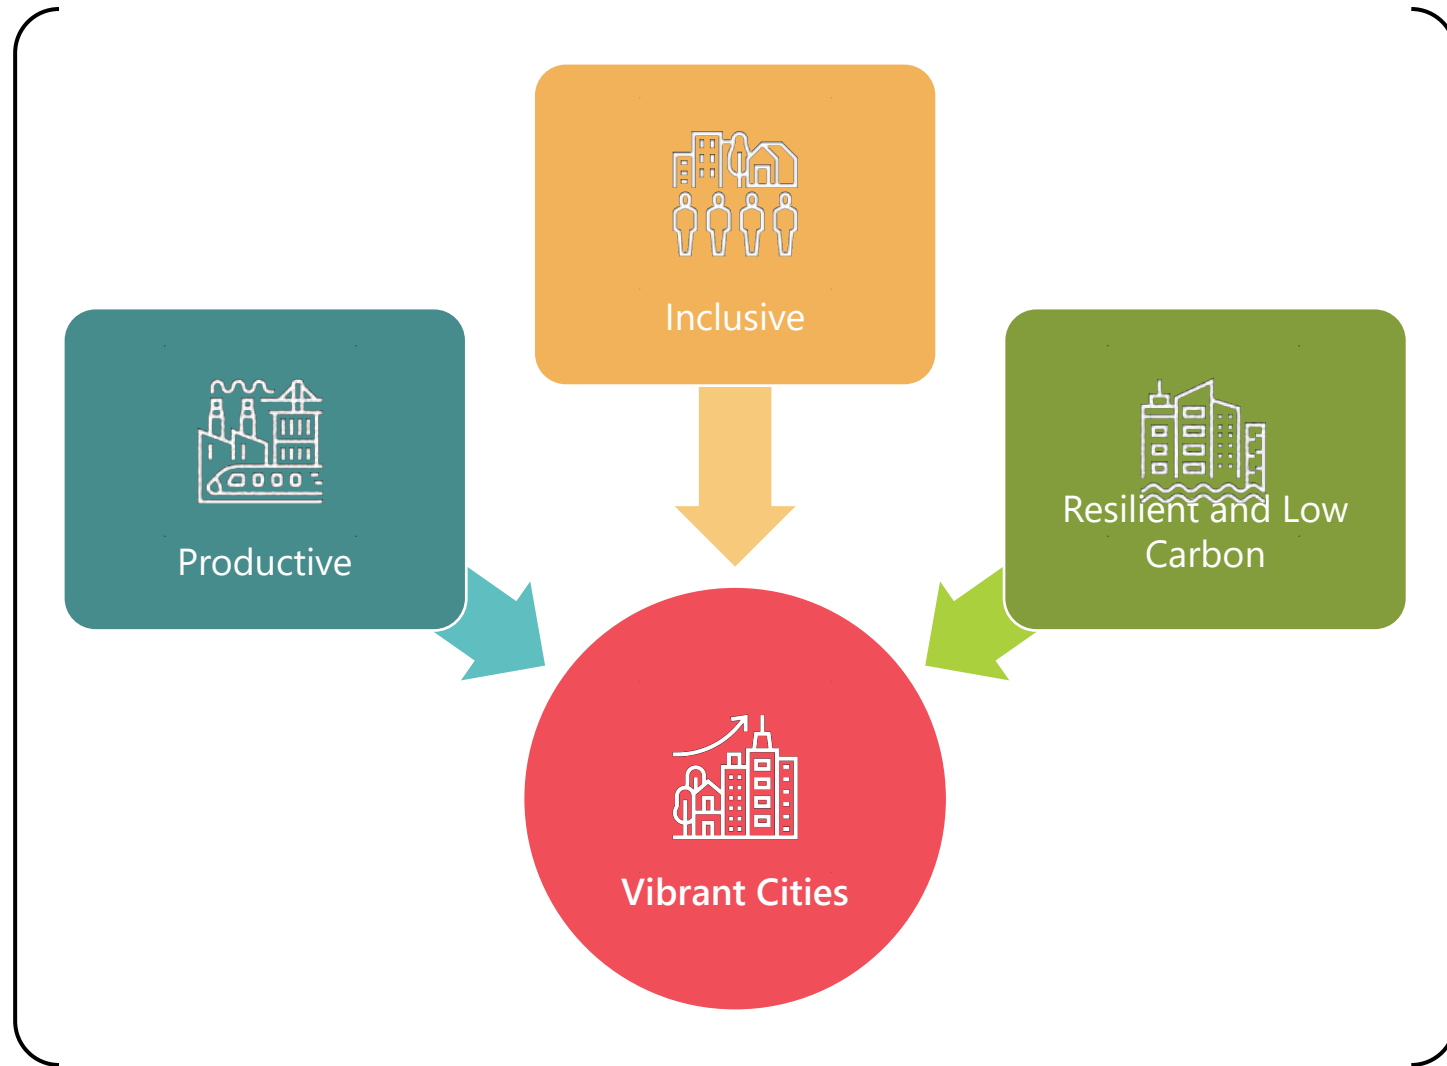 Inclusive
Productive
Resilient and Low
Carbon
Vibrant Cities